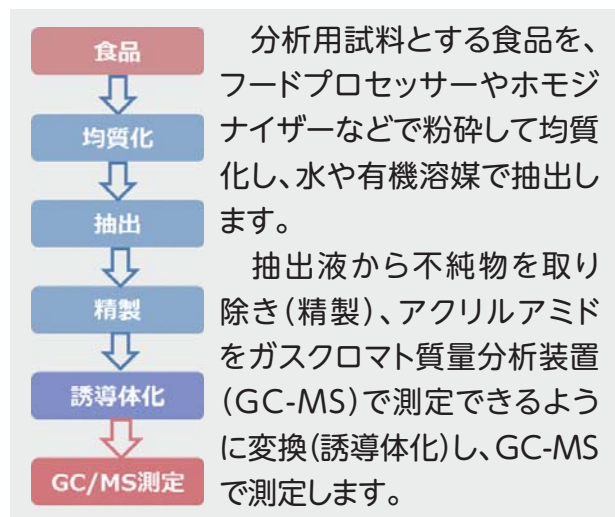 食品
均質化
抽出
精製
誘導体化
GC/MS測定
分析用試料とする食品を、
フードプロセッサーやホモジ
ナイザーなどで粉砕して均質
化し、水や有機溶媒で抽出し
ます。
抽出液から不純物を取り
除き(精製)、アクリルアミド
をガスクロマト質量分析装置
(GC-MS)で測定できるよう
に変換(誘導体化)し、GC-MS
で測定します。